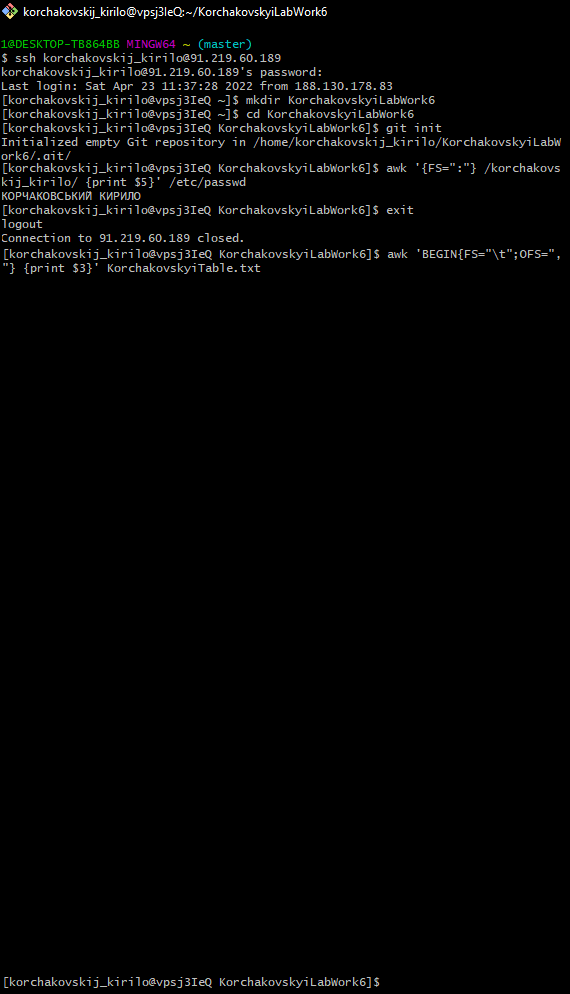 korchakovskij_kirilo@vpsj3IeQ:~/KorchakovskyiLabWork6
1@DESKTOP-TB864BB MINGW64 ~ (master)
$ ssh korchakovskij_kirilo@91.219.60.189
korchakovskij_kirilo@91.219.60.189's password:
Last login: Sat Apr 23 11:37:28 2022 from 188.130.178.83
[korchakovskij_kirilo@vpsj3IeQ ~]$ mkdir KorchakovskyiLabWork6
[korchakovskij_kirilo@vpsj3IeQ ~]$ cd KorchakovskyiLabWork6
[korchakovskij_kirilo@vpsj3IeQ KorchakovskyiLabWork6]$ git init
Initialized empty Git repository in /home/korchakovskij_kirilo/KorchakovskyiLabW
ork6/.git/
[korchakovskij_kirilo@vpsj3IeQ KorchakovskyiLabWork6]$ awk '{FS=":"} /korchakovs
kij_kirilo/ {print $5}' /etc/passwd
КОРЧАКОВСЬКИЙ КИРИЛО
[korchakovskij_kirilo@vpsj3IeQ KorchakovskyiLabWork6]$ exit
logout
Connection to 91.219.60.189 closed.
[korchakovskij_kirilo@vpsj3IeQ KorchakovskyiLabWork6]$ awk 'BEGIN{FS="\t";OFS=",
"} {print $3}' KorchakovskyiTable.txt
[korchakovskij_kirilo@vpsj3IeQ KorchakovskyiLabWork6]$